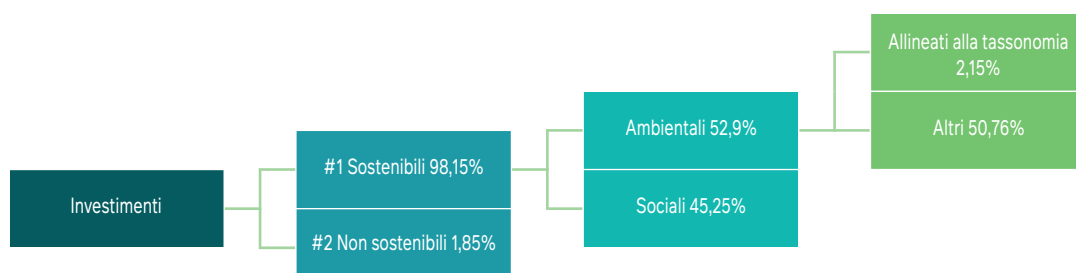 Investimenti
#1 Sostenibili 98,15%
#2 Non sostenibili 1,85%
Ambientali 52,9%
Sociali 45,25%
Allineati alla tassonomia
2,15%
Altri 50,76%